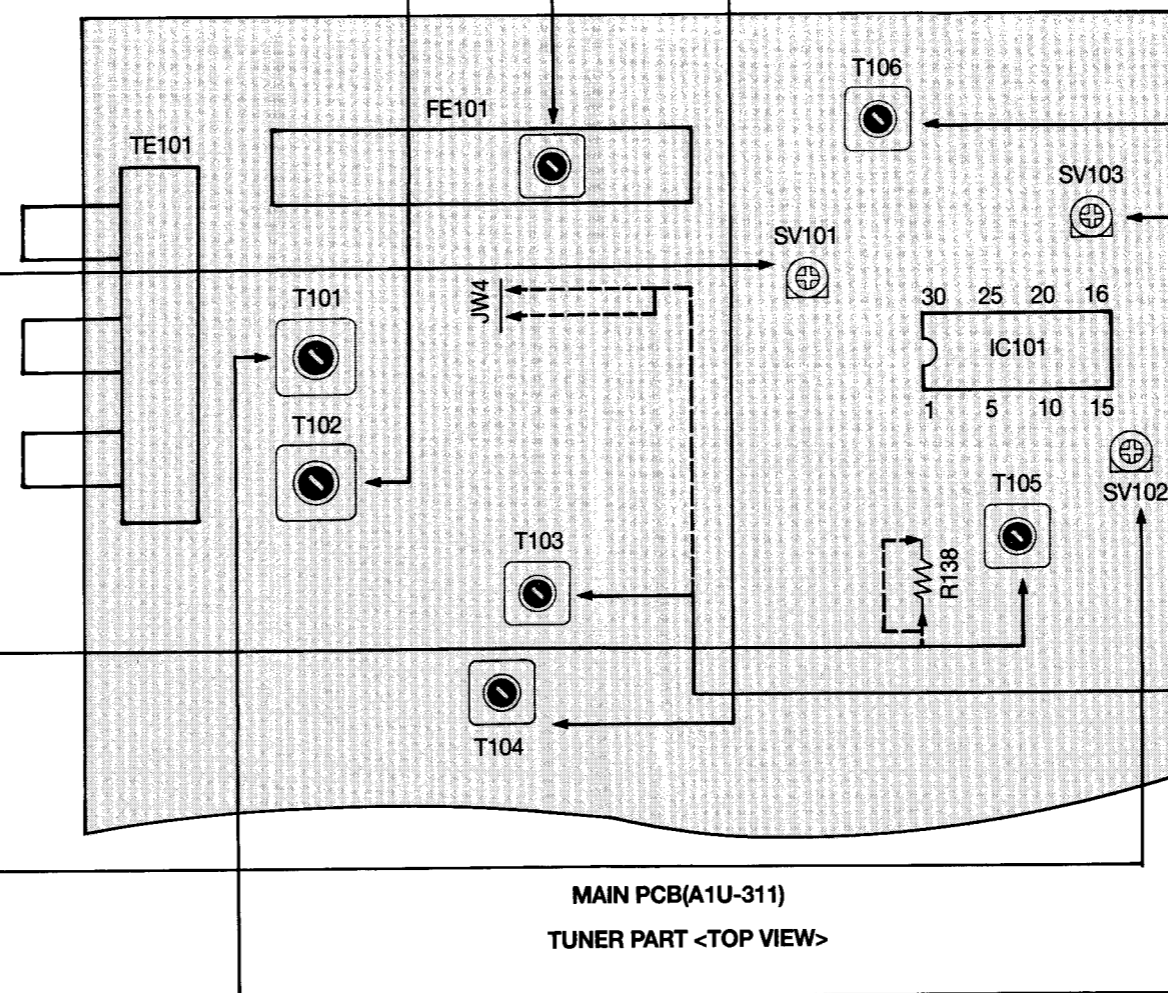 T106
FE101
TE101
SV103
SV101
T101
JW4
30 25 20 16
IC101
1 5 10 15
T102
T105
SV102
T103
R138
T104
MAIN PCB(A1U-311)
TUNER PART <TOP VIEW>